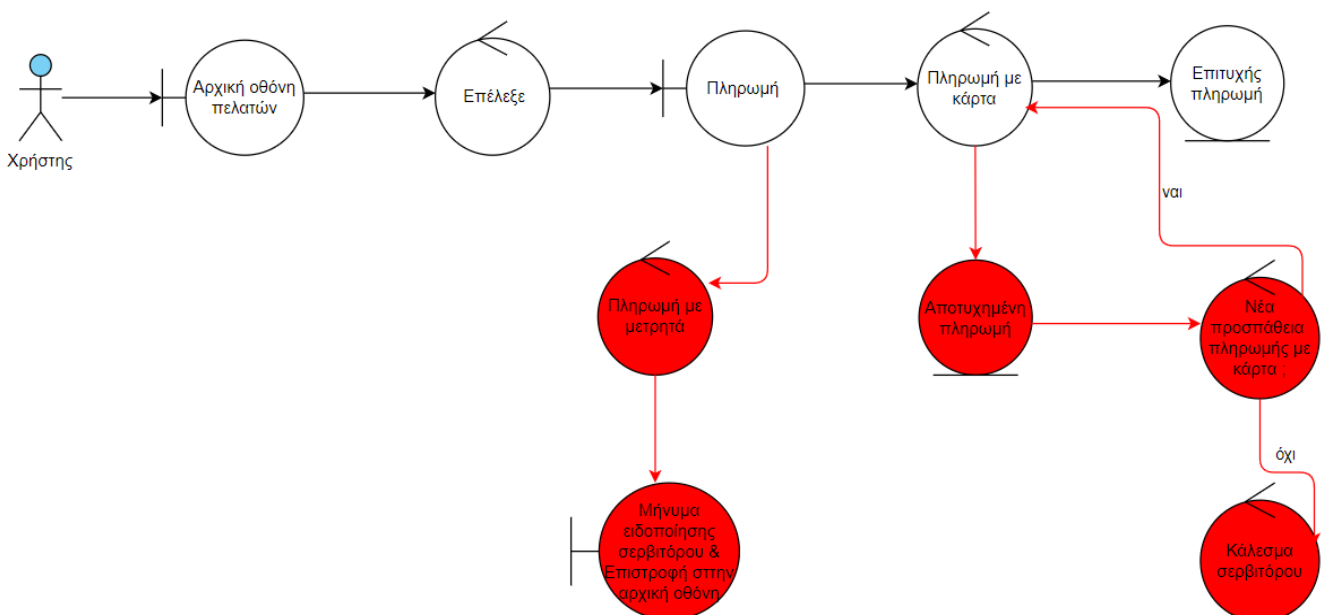 Χρήστης
Αρχική οθόνη
πελατών
Επέλεξε
Πληρωμή
Πληρωμή με
κάρτα
Επιτυχής
πληρωμή
ναι
Πληρωμή με
μετρητά
Αποτυχημένη
πληρωμή
Νέα
προσπάθεια
πληρωμής με
κάρτα ;
όχι
Μήνυμα
ειδοποίησης
σερβιτόρου &
Επιστροφή σττην
αρχική οθόνη
Κάλεσμα
σερβιτόρου